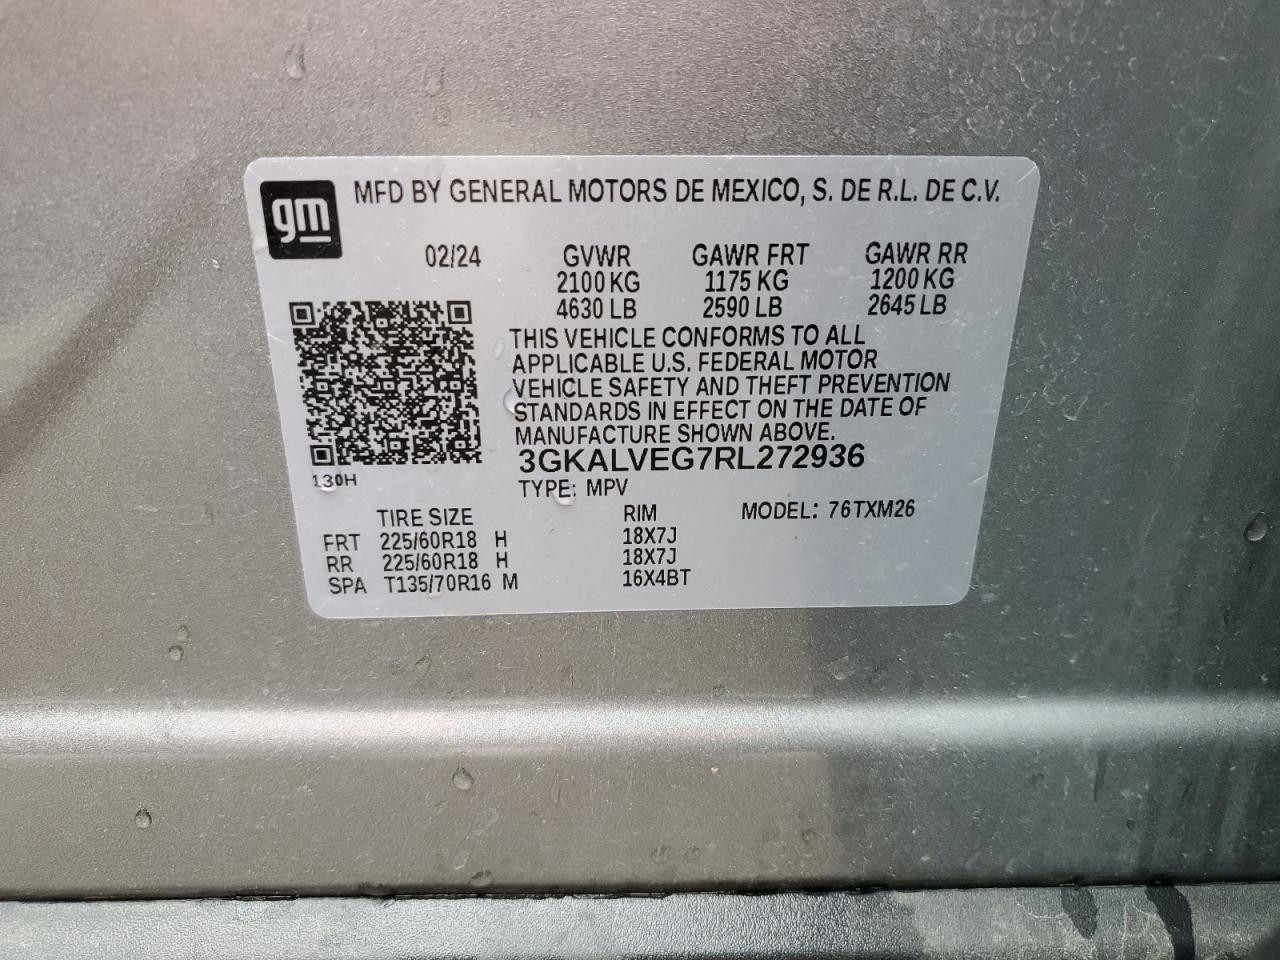 gm
MFD BY GENERAL MOTORS DE MEXICO, S. DE R.L. DE C.V.
02/24 GVWR GAWR FRT GAWR RR
2100 KG 1175 KG 1200 KG
4630 LB 2590 LB 2645 LB
THIS VEHICLE CONFORMS TO ALL
APPLICABLE U.S. FEDERAL MOTOR
VEHICLE SAFETY AND THEFT PREVENTION
STANDARDS IN EFFECT ON THE DATE OF
MANUFACTURE SHOWN ABOVE.
3GKALVEG7RL272936
130H
TYPE: MPV
TIRE SIZE RIM MODEL: 76TXM26
FRT 225/60R18 H 18X7J
RR 225/60R18 H 18X7J
SPA T135/70R16 M 16X4BT